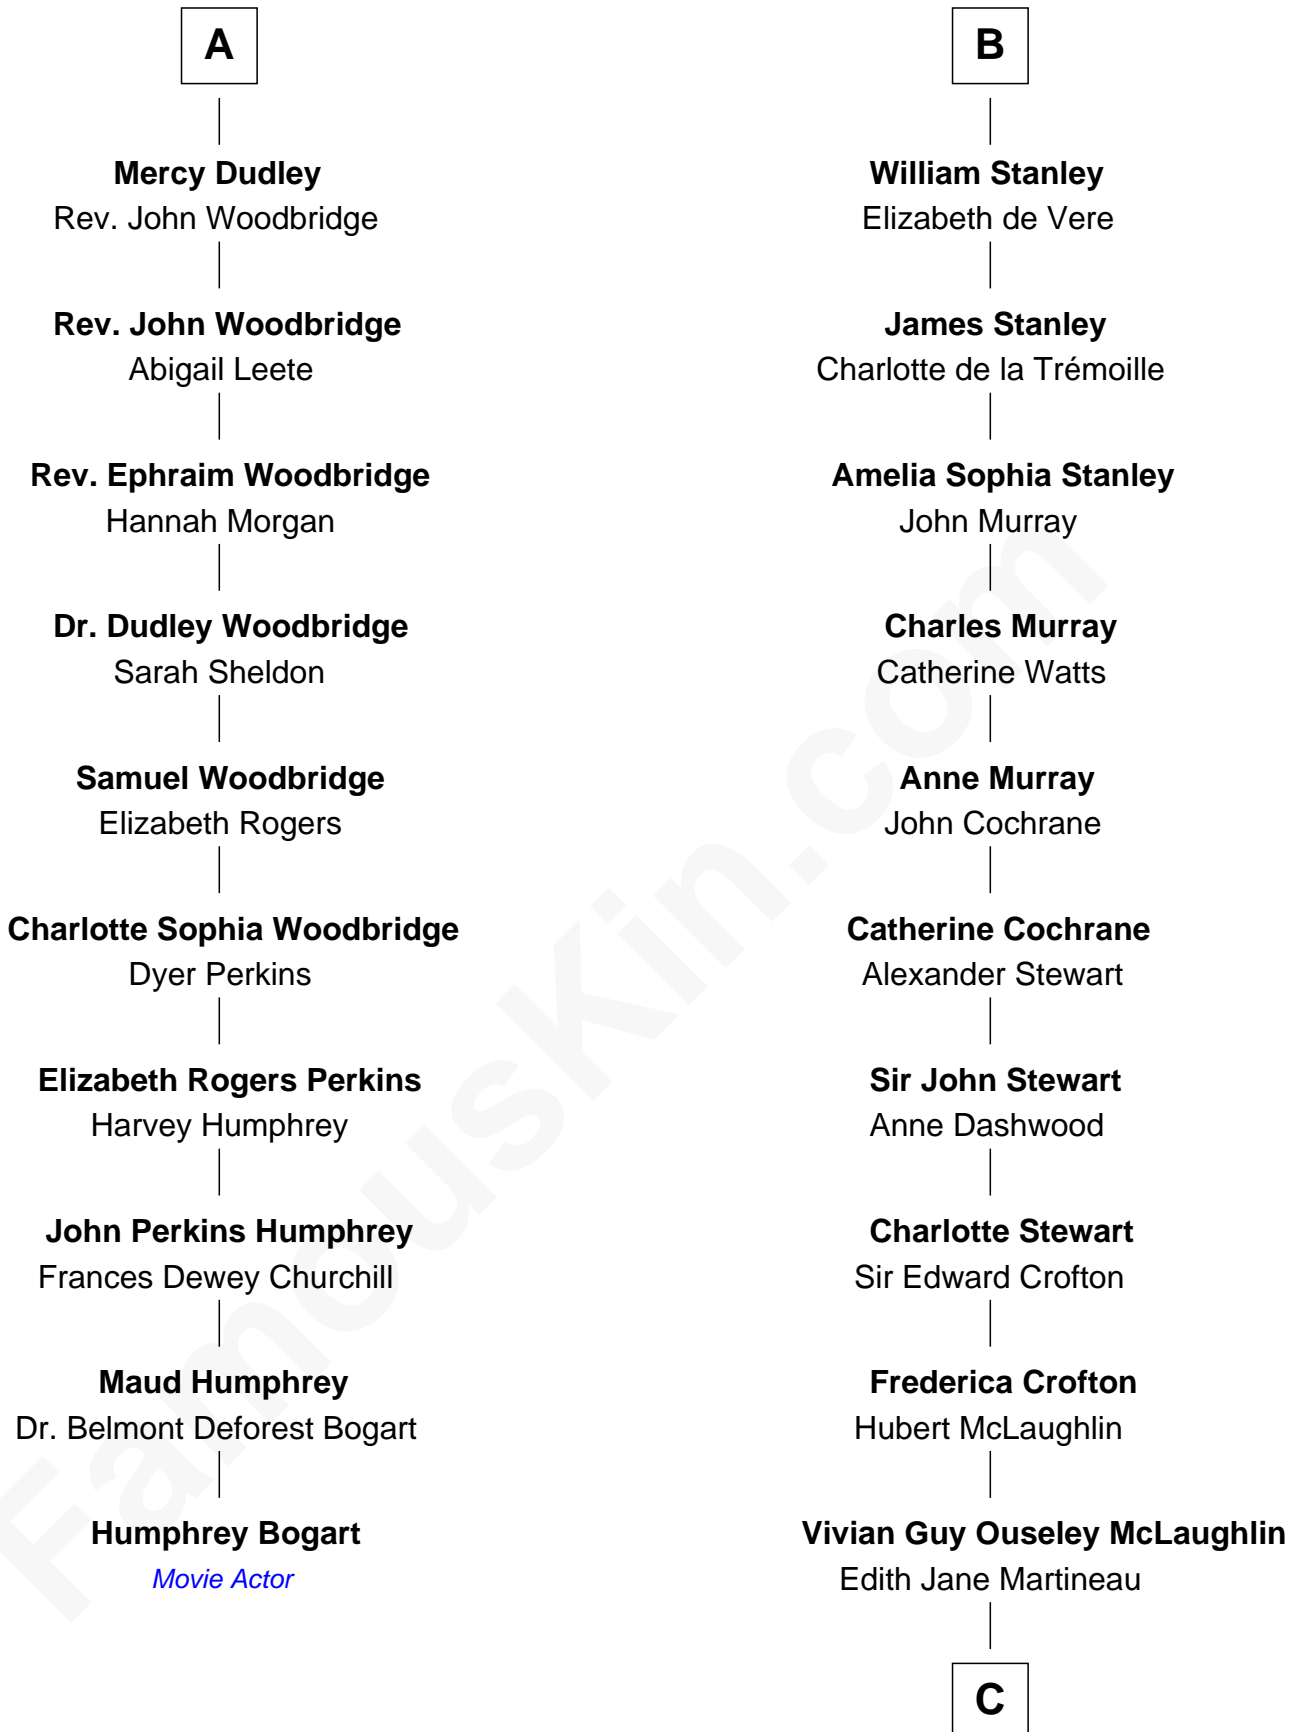 A
Mercy Dudley
Rev. John Woodbridge
Rev. John Woodbridge
Abigail Leete
Rev. Ephraim Woodbridge
Hannah Morgan
Dr. Dudley Woodbridge
Sarah Sheldon
Samuel Woodbridge
Elizabeth Rogers
Charlotte Sophia Woodbridge
Dyer Perkins
Elizabeth Rogers Perkins
Harvey Humphrey
John Perkins Humphrey
Frances Dewey Churchill
Maud Humphrey
Dr. Belmont Deforest Bogart
Humphrey Bogart
Movie Actor
B
William Stanley
Elizabeth de Vere
James Stanley
Charlotte de la Trémoille
Amelia Sophia Stanley
John Murray
Charles Murray
Catherine Watts
Anne Murray
John Cochrane
Catherine Cochrane
Alexander Stewart
Sir John Stewart
Anne Dashwood
Charlotte Stewart
Sir Edward Crofton
Frederica Crofton
Hubert McLaughlin
Vivian Guy Ouseley McLaughlin
Edith Jane Martineau
C
FamousKin.com